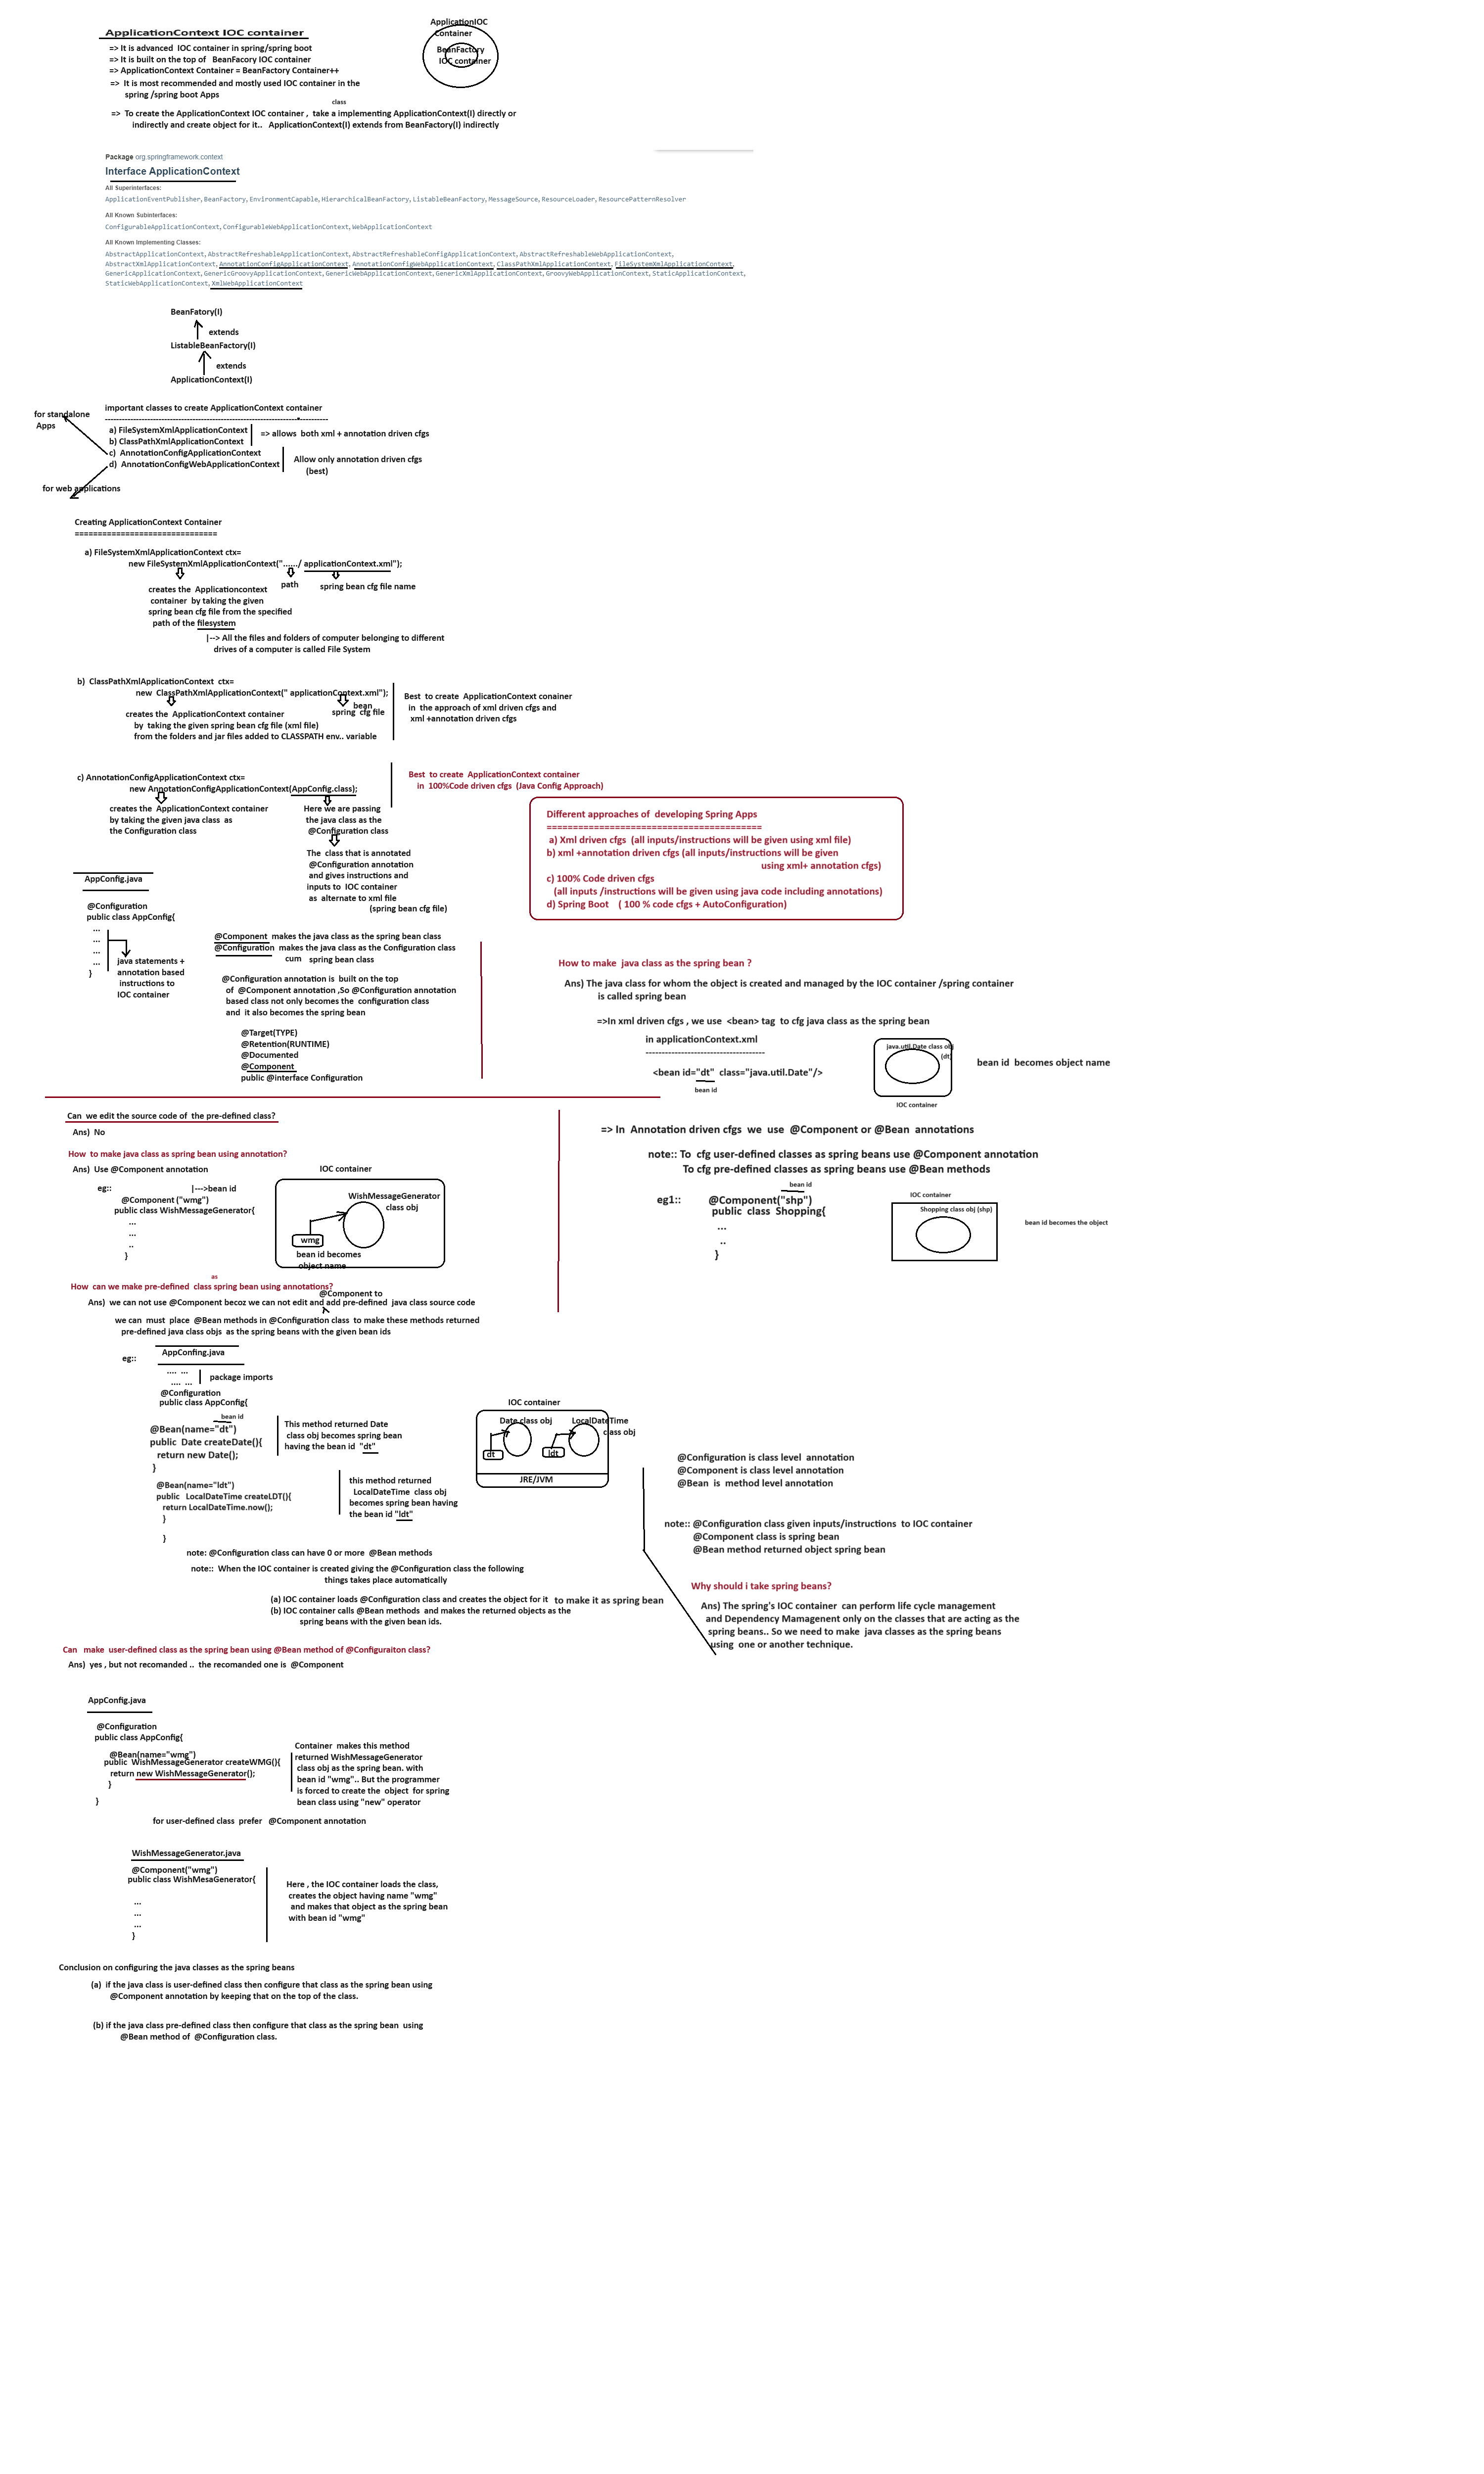 ApplicationContext IOC container
=> It is advanced  IOC container in spring/spring boot
=> It is built on the top of   BeanFacory IOC container
=> ApplicationContext Container = BeanFactory Container++
=>  It is most recommended and mostly used IOC container in the
spring /spring boot Apps
class
=>  To create the ApplicationContext IOC container ,  take a implementing ApplicationContext(I) directly or
indirectly and create object for it..   ApplicationContext(I) extends from BeanFactory(I) indirectly
ApplicationIOC
Container
BeanFactory
IOC container
Package org.springframework.context
Interface ApplicationContext
All Superinterfaces:
ApplicationEventPublisher, BeanFactory, EnvironmentCapable, HierarchicalBeanFactory, ListableBeanFactory, MessageSource, ResourceLoader, ResourcePatternResolver
All Known Subinterfaces:
ConfigurableApplicationContext, ConfigurableWebApplicationContext, WebApplicationContext
All Known Implementing Classes:
AbstractApplicationContext, AbstractRefreshableApplicationContext, AbstractRefreshableConfigApplicationContext, AbstractRefreshableWebApplicationContext,
AbstractXmlApplicationContext, AnnotationConfigApplicationContext, AnnotationConfigWebApplicationContext, ClassPathXmlApplicationContext, FileSystemXmlApplicationContext,
GenericApplicationContext, GenericGroovyApplicationContext, GenericWebApplicationContext, GenericXmlApplicationContext, GroovyWebApplicationContext, StaticApplicationContext,
StaticWebApplicationContext, XmlWebApplicationContext
BeanFatory(I)
extends
ListableBeanFactory(I)
extends
ApplicationContext(I)
important classes to create ApplicationContext container
--------------------------------------------------------------------------------
for standalone
Apps
a) FileSystemXmlApplicationContext
b) ClassPathXmlApplicationContext
=> allows  both xml + annotation driven cfgs
c)  AnnotationConfigApplicationContext
d)  AnnotationConfigWebApplicationContext
Allow only annotation driven cfgs
(best)
for web applications
Creating ApplicationContext Container
===============================
a) FileSystemXmlApplicationContext ctx=
new FileSystemXmlApplicationContext("....../ applicationContext.xml");
path
spring bean cfg file name
creates the  Applicationcontext
container  by taking the given
spring bean cfg file from the specified
path of the filesystem
|--> All the files and folders of computer belonging to different
drives of a computer is called File System
b)  ClassPathXmlApplicationContext  ctx=
new  ClassPathXmlApplicationContext(" applicationContext.xml");
bean
spring  cfg file
creates the  ApplicationContext container
by  taking the given spring bean cfg file (xml file)
from the folders and jar files added to CLASSPATH env.. variable
Best  to create  ApplicationContext conainer
in  the approach of xml driven cfgs and
xml +annotation driven cfgs
c) AnnotationConfigApplicationContext ctx=
new AnnotationConfigApplicationContext(AppConfig.class);
creates the  ApplicationContext container
by taking the given java class  as
the Configuration class
Here we are passing
the java class as the
@Configuration class
The  class that is annotated
@Configuration annotation
and gives instructions and
inputs to  IOC container
as  alternate to xml file
(spring bean cfg file)
Best  to create  ApplicationContext container
in  100%Code driven cfgs  (Java Config Approach)
Different approaches of  developing Spring Apps
=========================================
a) Xml driven cfgs  (all inputs/instructions will be given using xml file)
b) xml +annotation driven cfgs (all inputs/instructions will be given
using xml+ annotation cfgs)
c) 100% Code driven cfgs
(all inputs /instructions will be given using java code including annotations)
d) Spring Boot    ( 100 % code cfgs + AutoConfiguration)
AppConfig.java
@Configuration
public class AppConfig{
...
...
...
...
}
java statements +
annotation based
instructions to
IOC container
@Component  makes the java class as the spring bean class
@Configuration  makes the java class as the Configuration class
cum   spring bean class
@Configuration annotation is  built on the top
of  @Component annotation ,So @Configuration annotation
based class not only becomes the  configuration class
and  it also becomes the spring bean
@Target(TYPE)
@Retention(RUNTIME)
@Documented
@Component
public @interface Configuration
How to make  java class as the spring bean ?
Ans) The java class for whom the object is created and managed by the IOC container /spring container
is called spring bean
=>In xml driven cfgs , we use  <bean> tag  to cfg java class as the spring bean
in applicationContext.xml
-------------------------------------
<bean id="dt"  class="java.util.Date"/>
bean id
java.util.Date class obj
(dt)
IOC container
bean id  becomes object name
=> In  Annotation driven cfgs  we  use  @Component or @Bean  annotations
note:: To  cfg user-defined classes as spring beans use @Component annotation
To cfg pre-defined classes as spring beans use @Bean methods
bean id
eg1::
@Component("shp")
public  class  Shopping{
...
..
}
IOC container
Shopping class obj (shp)
bean id becomes the object
Can  we edit the source code of  the pre-defined class?
Ans)  No
How  to make java class as spring bean using annotation?
Ans)  Use @Component annotation
eg::
|--->bean id
@Component ("wmg")
public class WishMessageGenerator{
...
...
..
}
IOC container
WishMessageGenerator
class obj
wmg
bean id becomes
object name
as
How  can we make pre-defined  class spring bean using annotations?
@Component to
Ans)  we can not use @Component becoz we can not edit and add pre-defined  java class source code
we can  must  place  @Bean methods in @Configuration class  to make these methods returned
pre-defined java class objs  as the spring beans with the given bean ids
eg::
AppConfing.java
....  ...
....  ...
package imports
@Configuration
public class AppConfig{
bean id
@Bean(name="dt")
public  Date createDate(){
return new Date();
}
This method returned Date
class obj becomes spring bean
having the bean id  "dt"
@Bean(name="ldt")
public   LocalDateTime createLDT(){
return LocalDateTime.now();
}
}
this method returned
LocalDateTime  class obj
becomes spring bean having
the bean id "ldt"
IOC container
Date class obj
LocalDateTime
class obj
dt
ldt
JRE/JVM
@Configuration is class level  annotation
@Component is class level annotation
@Bean  is  method level annotation
note:: @Configuration class given inputs/instructions  to IOC container
@Component class is spring bean
@Bean method returned object spring bean
note: @Configuration class can have 0 or more  @Bean methods
note::  When the IOC container is created giving the @Configuration class the following
things takes place automatically
(a) IOC container loads @Configuration class and creates the object for it   to make it as spring bean
(b) IOC container calls @Bean methods  and makes the returned objects as the
spring beans with the given bean ids.
Why should i take spring beans?
Ans) The spring's IOC container  can perform life cycle management
and Dependency Mamagenent only on the classes that are acting as the
spring beans.. So we need to make  java classes as the spring beans
using  one or another technique.
Can   make  user-defined class as the spring bean using @Bean method of @Configuraiton class?
Ans)  yes , but not recomanded ..  the recomanded one is  @Component
AppConfig.java
@Configuration
public class AppConfig{
@Bean(name="wmg")
public  WishMessageGenerator createWMG(){
return new WishMessageGenerator();
}
}
Container  makes this method
returned WishMessageGenerator
class obj as the spring bean. with
bean id "wmg".. But the programmer
is forced to create the  object  for spring
bean class using "new" operator
for user-defined class  prefer   @Component annotation
WishMessageGenerator.java
@Component("wmg")
public class WishMesaGenerator{
...
...
...
}
Here , the IOC container loads the class,
creates the object having name "wmg"
and makes that object as the spring bean
with bean id "wmg"
Conclusion on configuring the java classes as the spring beans
(a)  if the java class is user-defined class then configure that class as the spring bean using
@Component annotation by keeping that on the top of the class.
(b) if the java class pre-defined class then configure that class as the spring bean  using
@Bean method of  @Configuration class.